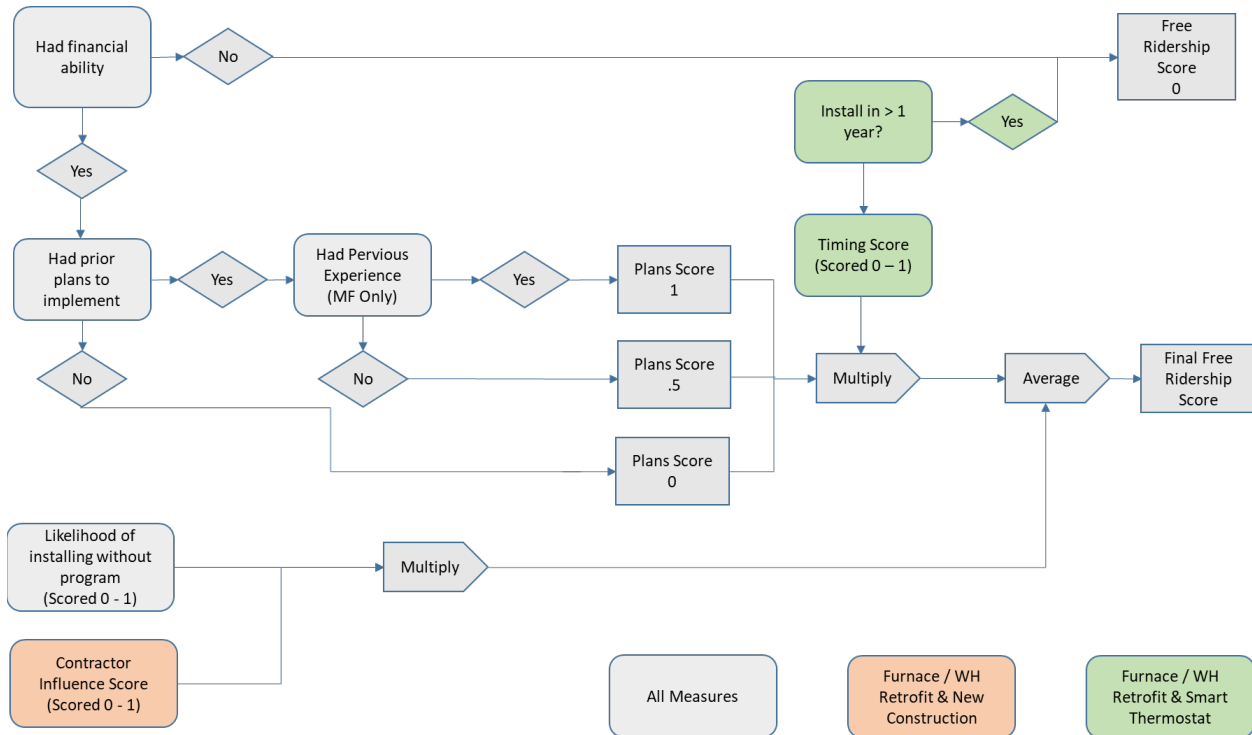 Had financial
ability
No
Free
Ridership
Score
0
Install in > 1
year?
Yes
Yes
Timing Score
(Scored 0 – 1)
Had prior
plans to
implement
Yes
Had Pervious
Experience
(MF Only)
Yes
Plans Score
1
No
No
Plans Score
.5
Multiply
Average
Final Free
Ridership
Score
Plans Score
0
Likelihood of
installing without
program
(Scored 0 - 1)
Multiply
Contractor
Influence Score
(Scored 0 - 1)
All Measures
Furnace / WH
Retrofit & New
Construction
Furnace / WH
Retrofit & Smart
Thermostat